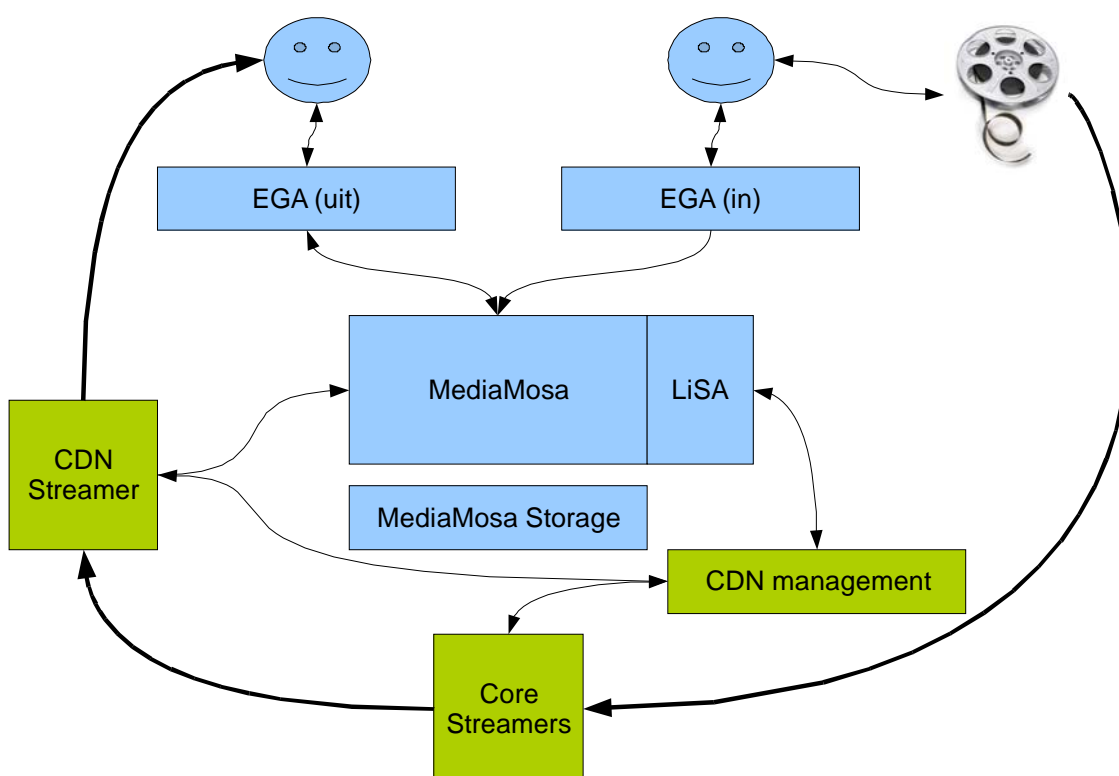 EGA (uit)
EGA (in)
MediaMosa
LiSA
CDN
Streamer
MediaMosa Storage
CDN management
Core
Streamers